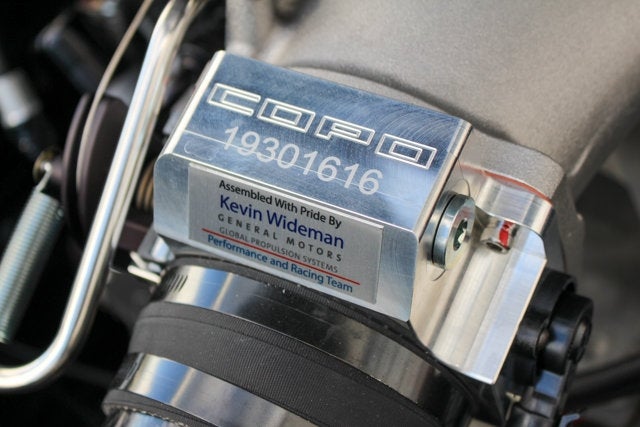 COPO
19301616
Assembled With Pride By
Kevin Wideman
GENERAL MOTORS
GLOBAL PROPULSION SYSTEMS
Performance and Racing Team